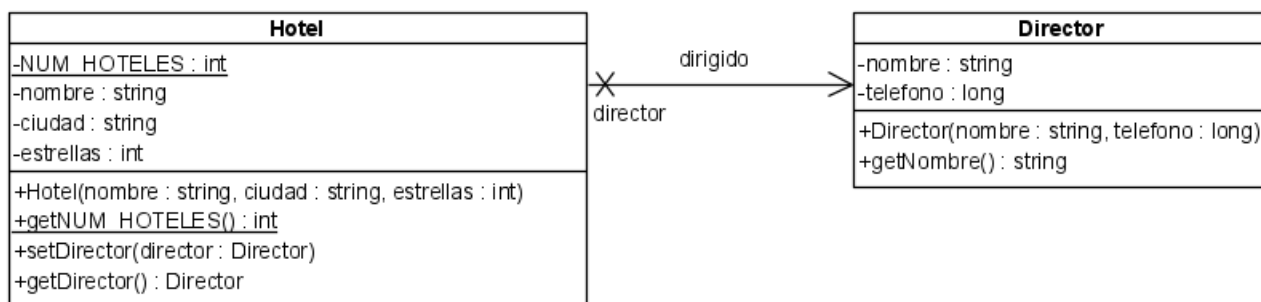 Hotel
-NUM_HOTELES : int
-nombre : string
-ciudad : string
-estrellas : int
+Hotel(nombre : string, ciudad : string, estrellas : int)
+getNUM_HOTELES() : int
+setDirector(director : Director)
+getDirector() : Director
dirigido
director
Director
-nombre : string
-telefono : long
+Director(nombre : string, telefono : long)
+getNombre() : string